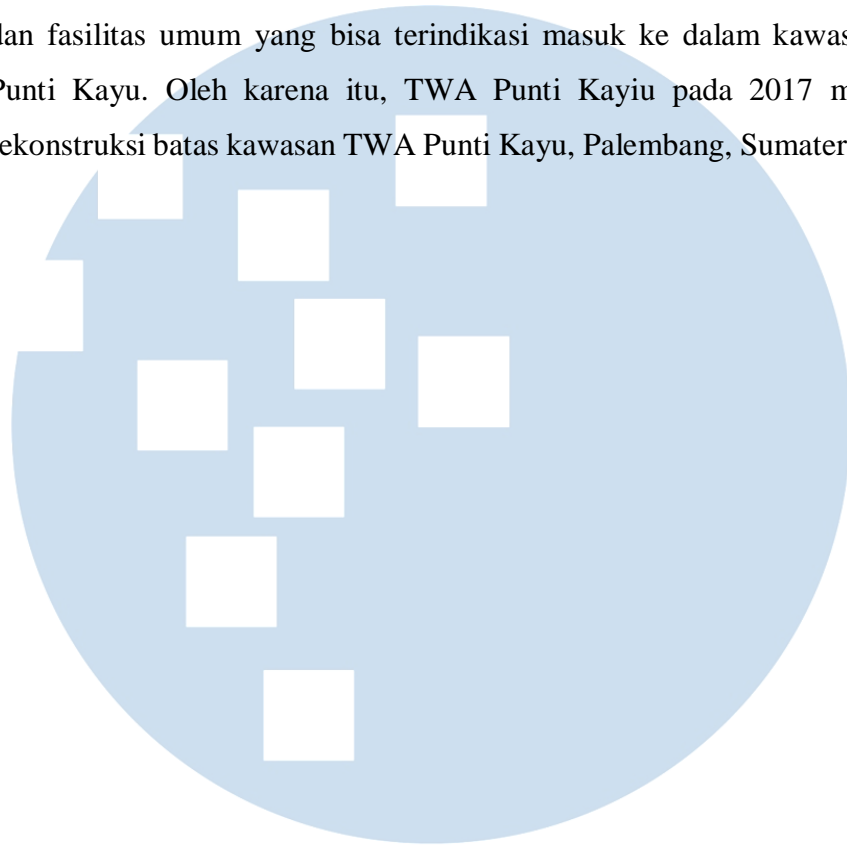 dan fasilitas umum yang bisa terindikasi masuk ke dalam kawas
Punti Kayu. Oleh karena itu, TWA Punti Kayiu pada 2017 m
ekonstruksi batas kawasan TWA Punti Kayu, Palembang, Sumater